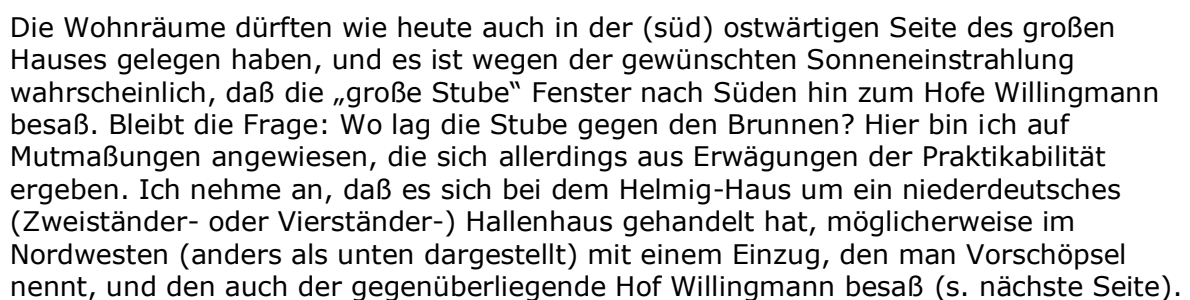 Die Wohnräume dürften wie heute auch in der (süd) ostwärtigen Seite des großen
Hauses gelegen haben, und es ist wegen der gewünschten Sonneneinstrahlung
wahrscheinlich, daß die „große Stube“ Fenster nach Süden hin zum Hofe Willingmann
besaß. Bleibt die Frage: Wo lag die Stube gegen den Brunnen? Hier bin ich auf
Mutmaßungen angewiesen, die sich allerdings aus Erwägungen der Praktikabilität
ergeben. Ich nehme an, daß es sich bei dem Helmig-Haus um ein niederdeutsches
(Zweiständer- oder Vierständer-) Hallenhaus gehandelt hat, möglicherweise im
Nordwesten (anders als unten dargestellt) mit einem Einzug, den man Vorschöpsel
nennt, und den auch der gegenüberliegende Hof Willingmann besaß (s. nächste Seite).